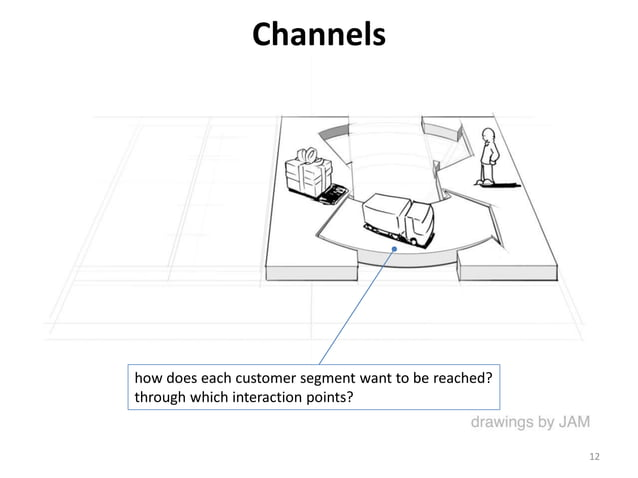 Channels
how does each customer segment want to be reached?
through which interaction points?
drawings by JAM
12